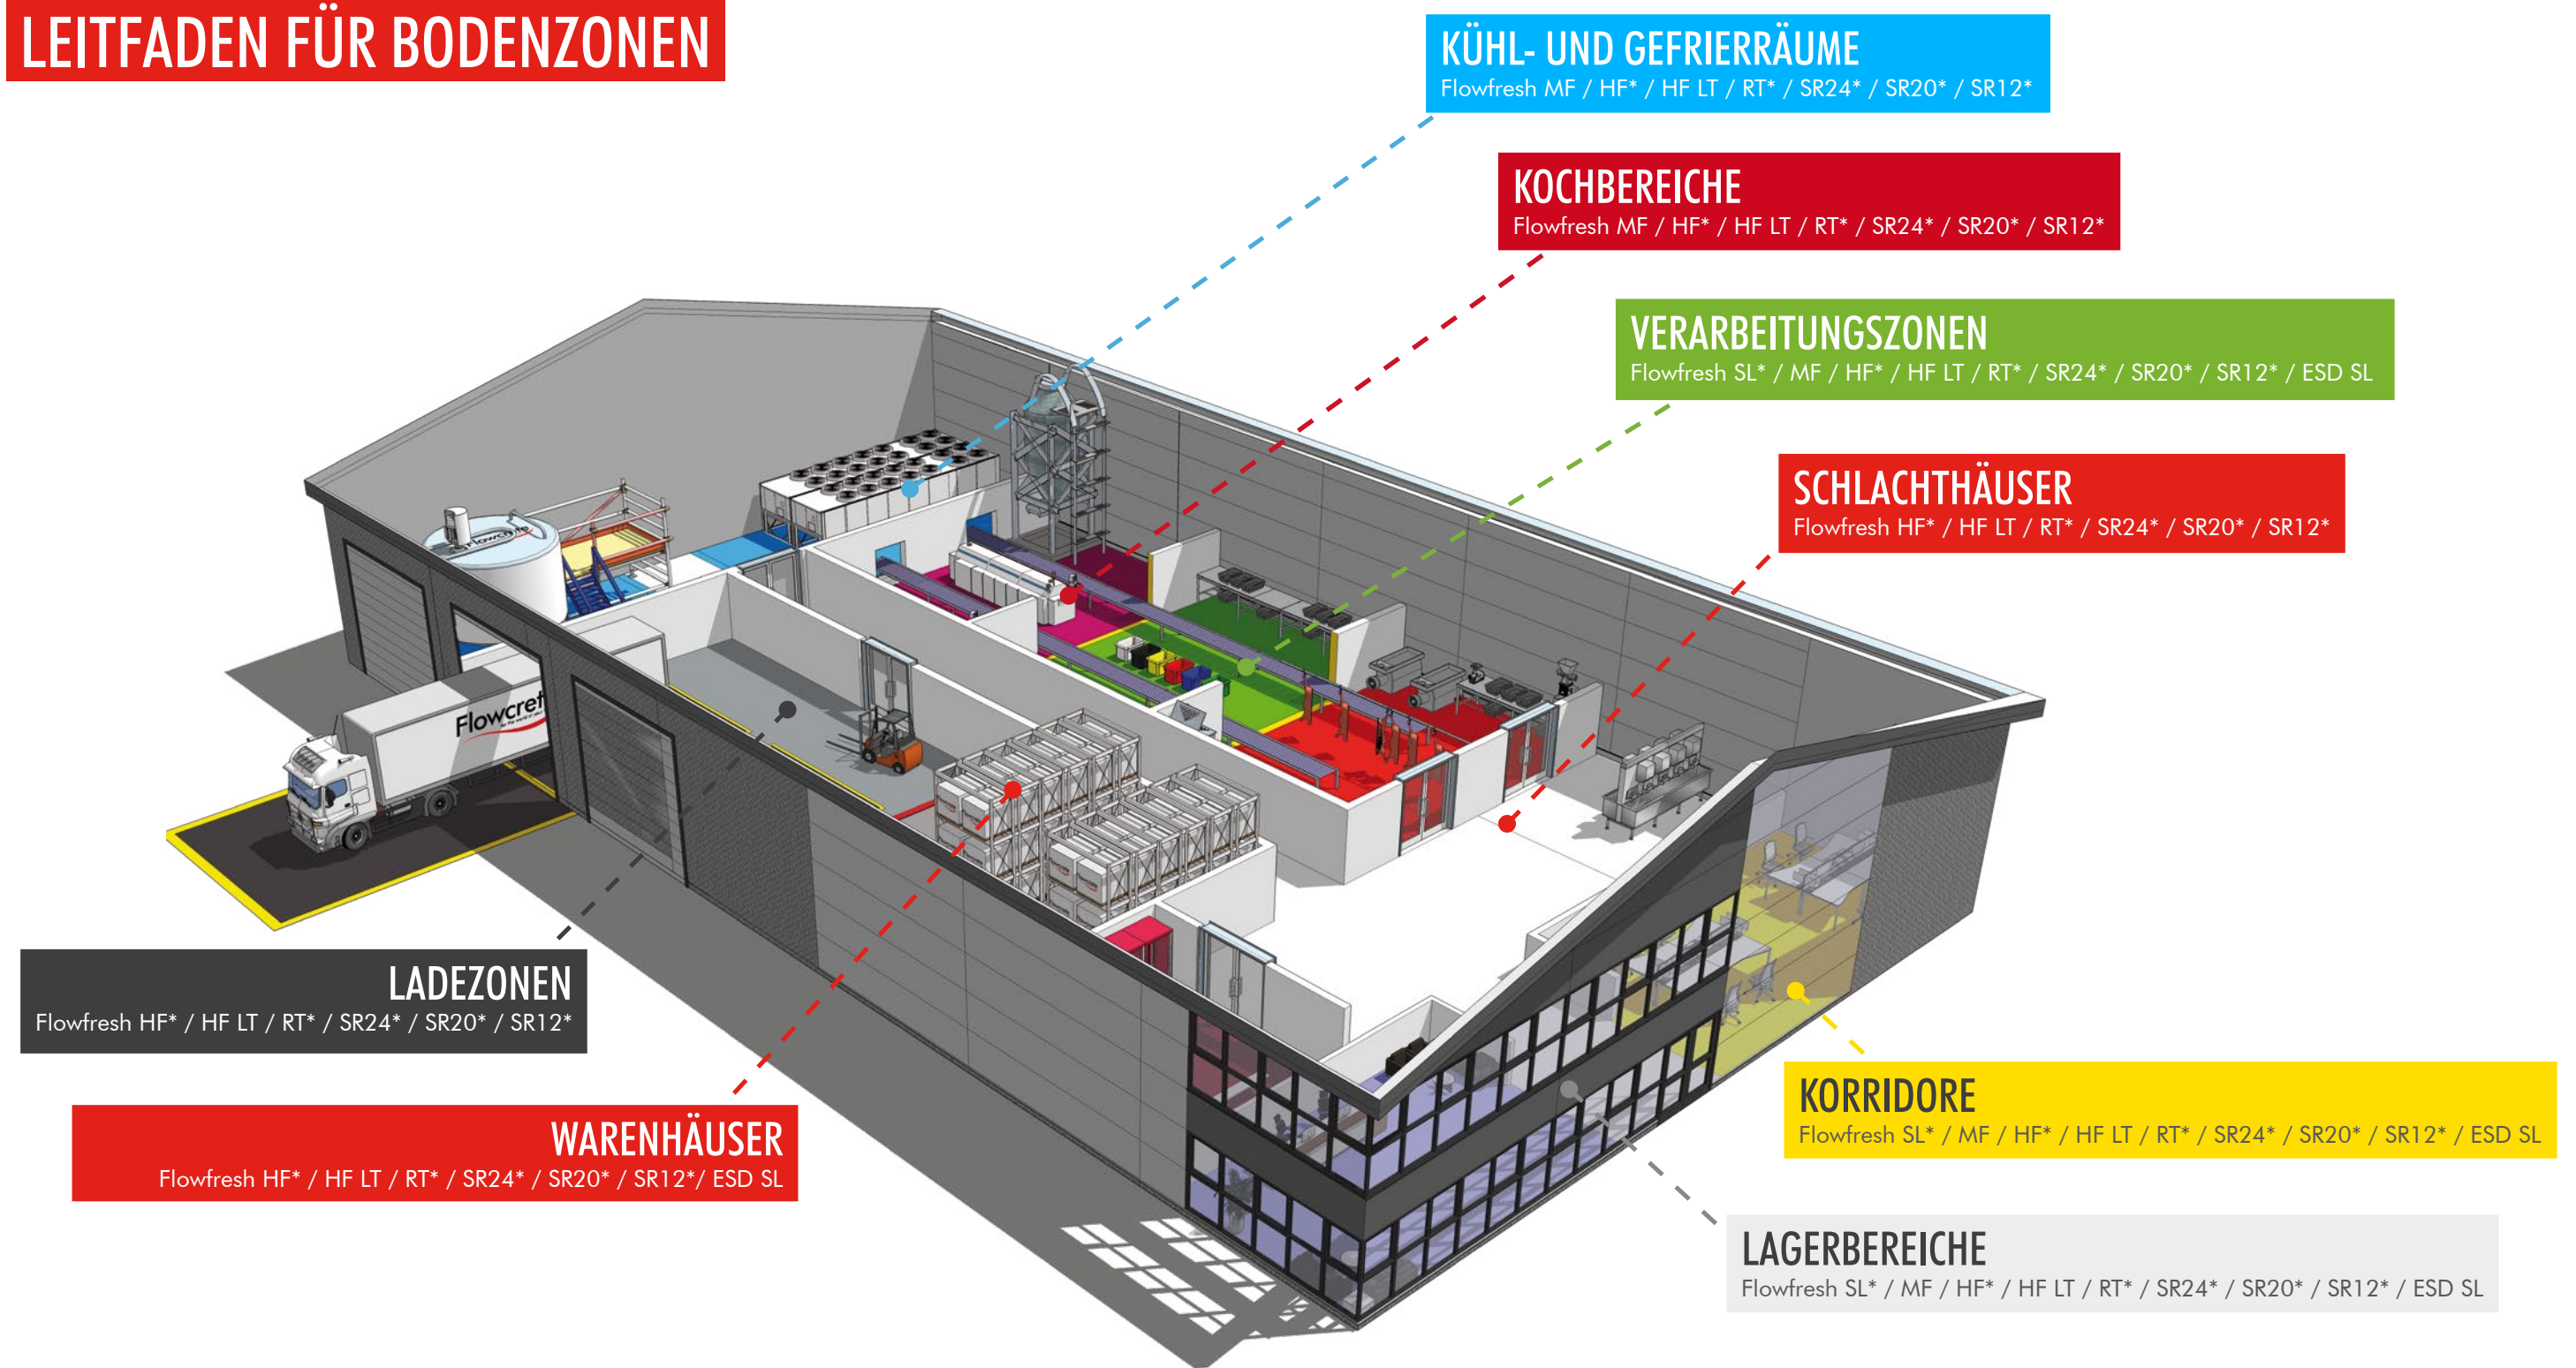 LEITFADEN FÜR BODENZONEN
KÜHL- UND GEFRIERRÄUME
Flowfresh MF / HF* / HF LT / RT* / SR24* / SR20* / SR12*
KOCHBEREICHE
Flowfresh MF / HF* / HF LT / RT* / SR24* / SR20* / SR12*
VERARBEITUNGSZONEN
Flowfresh SL* / MF / HF* / HF LT / RT* / SR24* / SR20* / SR12* / ESD SL
SCHLACHTHÄUSER
Flowfresh HF* / HF LT / RT* / SR24* / SR20* / SR12*
Flowcret
LADEZONEN
Flowfresh HF* / HF LT / RT* / SR24* / SR20* / SR12*
WARENHÄUSER
Flowfresh HF* / HF LT / RT* / SR24* / SR20* / SR12*/ ESD SL
KORRIDORE
Flowfresh SL* / MF / HF* / HF LT / RT* / SR24* / SR20* / SR12* / ESD SL
LAGERBEREICHE
Flowfresh SL* / MF / HF* / HF LT / RT* / SR24* / SR20* / SR12* / ESD SL